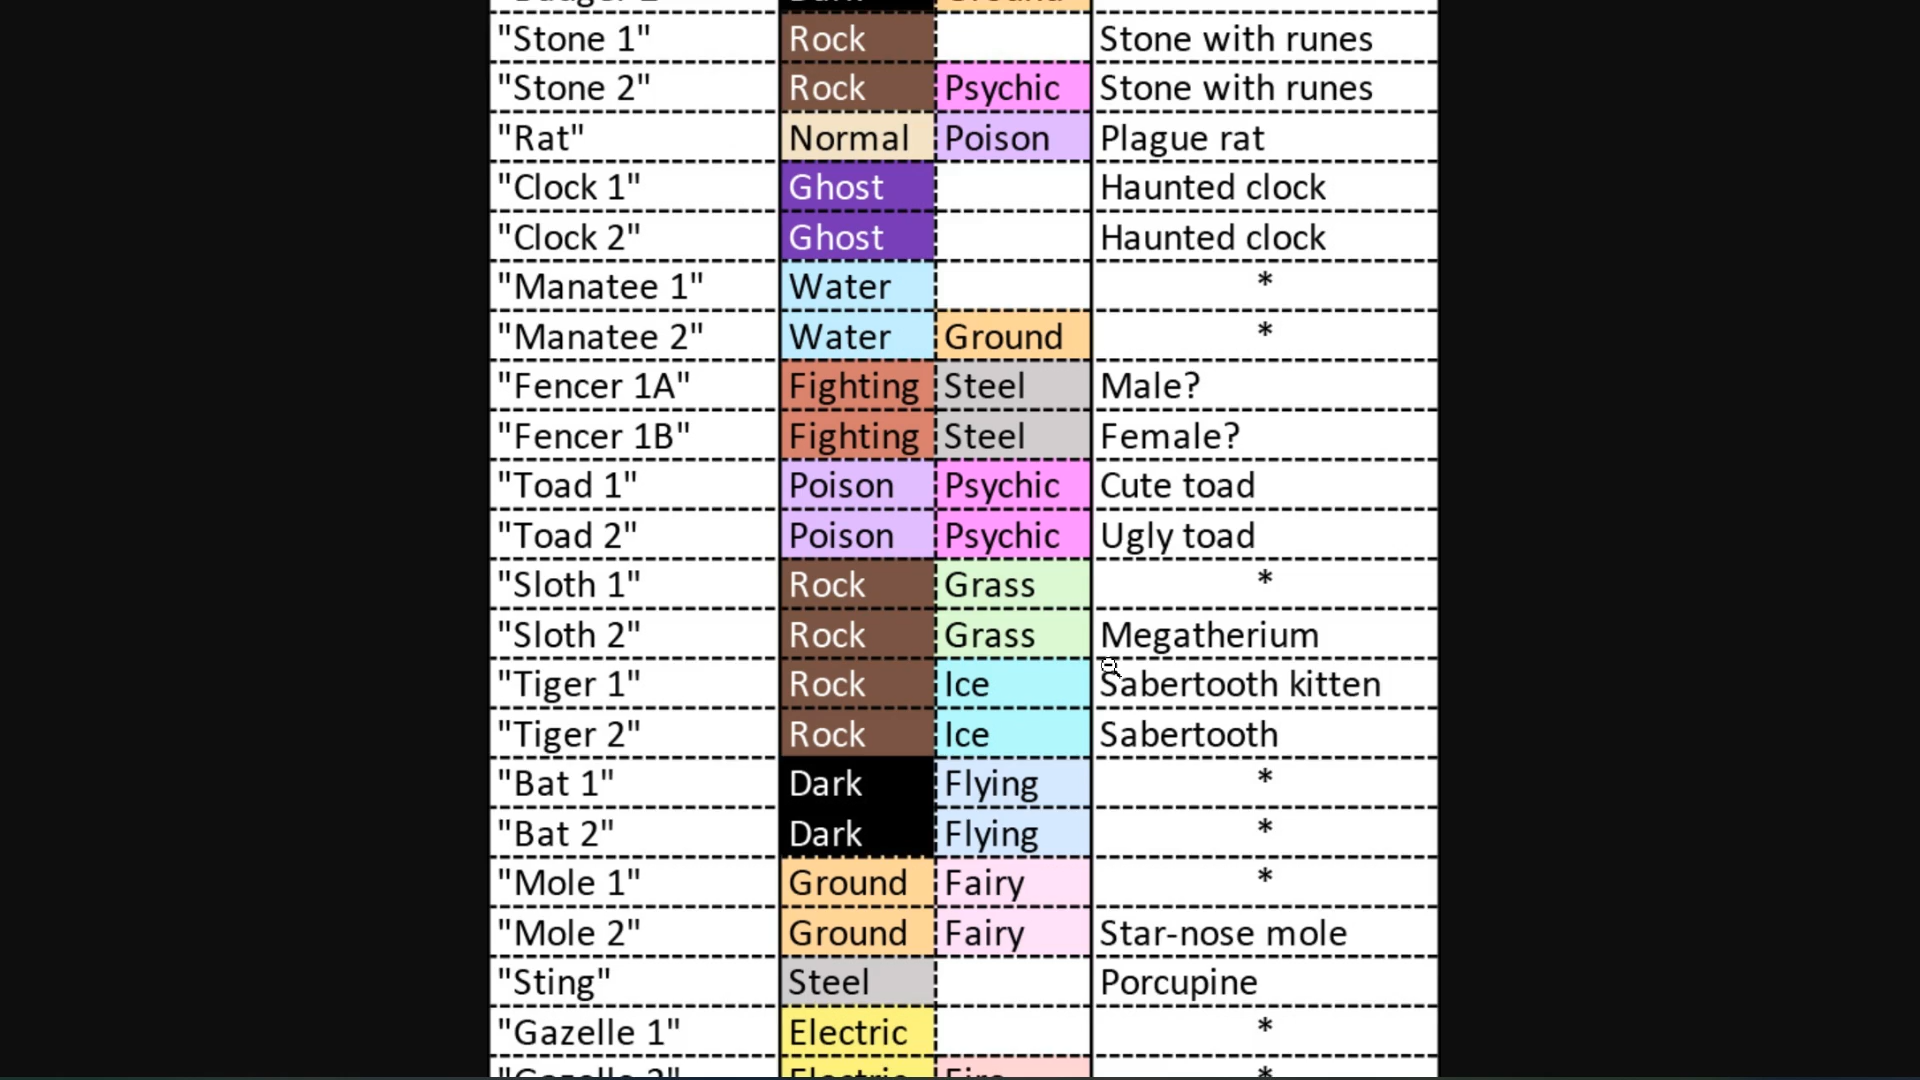 "Stone 1" Rock Stone with runes
"Stone 2" Rock Psychic Stone with runes
"Rat" Normal Poison Plague rat
"Clock 1" Ghost Haunted clock
"Clock 2" Ghost Haunted clock
"Manatee 1" Water *
"Manatee 2" Water Ground *
"Fencer 1A" Fighting Steel Male?
"Fencer 1B" Fighting Steel Female?
"Toad 1" Poison Psychic Cute toad
"Toad 2" Poison Psychic Ugly toad
"Sloth 1" Rock Grass *
"Sloth 2" Rock Grass Megatherium
"Tiger 1" Rock Ice Sabertooth kitten
"Tiger 2" Rock Ice Sabertooth
"Bat 1" Dark Flying *
"Bat 2" Dark Flying *
"Mole 1" Ground Fairy *
"Mole 2" Ground Fairy Star-nose mole
"Sting" Steel Porcupine
"Gazelle 1" Electric *
"Gazelle 2" Electric Fire *